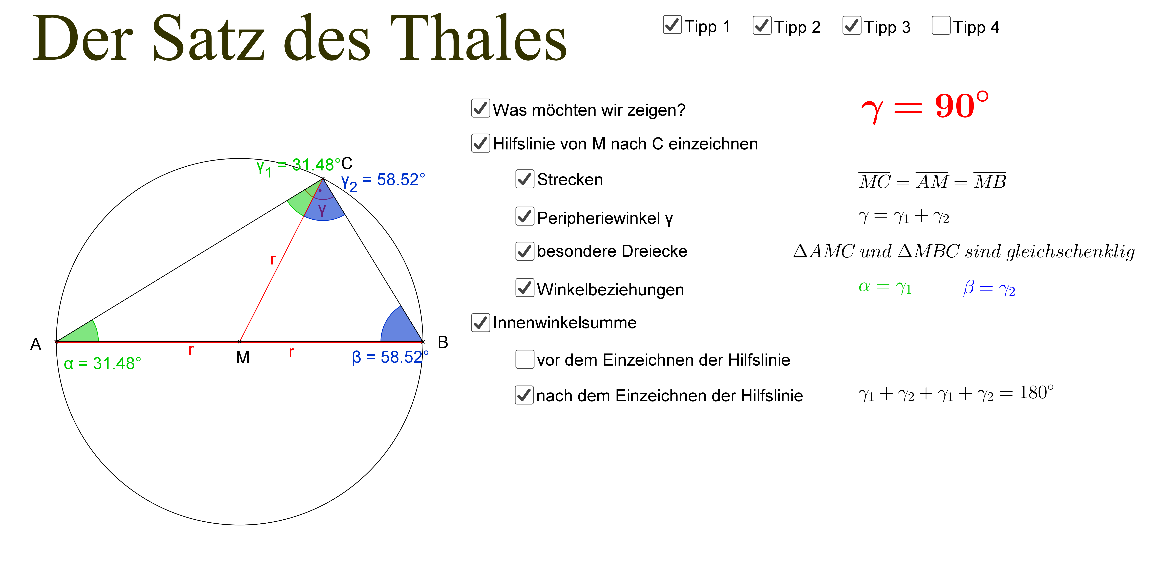 Der Satz des Thales
Tipp 1 Tipp 2 Tipp 3 Tipp 4
Was möchten wir zeigen? γ = 90°
Hilfslinie von M nach C einzeichnen
Strecken MC = AM = MB
Peripheriewinkel γ γ = γ₁ + γ₂
besondere Dreiecke ΔAMC und ΔMBC sind gleichschenklig
Winkelbeziehungen α = γ₁ β = γ₂
Innenwinkelsumme
vor dem Einzeichnen der Hilfslinie
nach dem Einzeichnen der Hilfslinie γ₁ + γ₂ + γ₁ + γ₂ = 180°
γ₁ = 31.48° C
γ₂ = 58.52°
γ
r
A M B
r r
α = 31.48° β = 58.52°